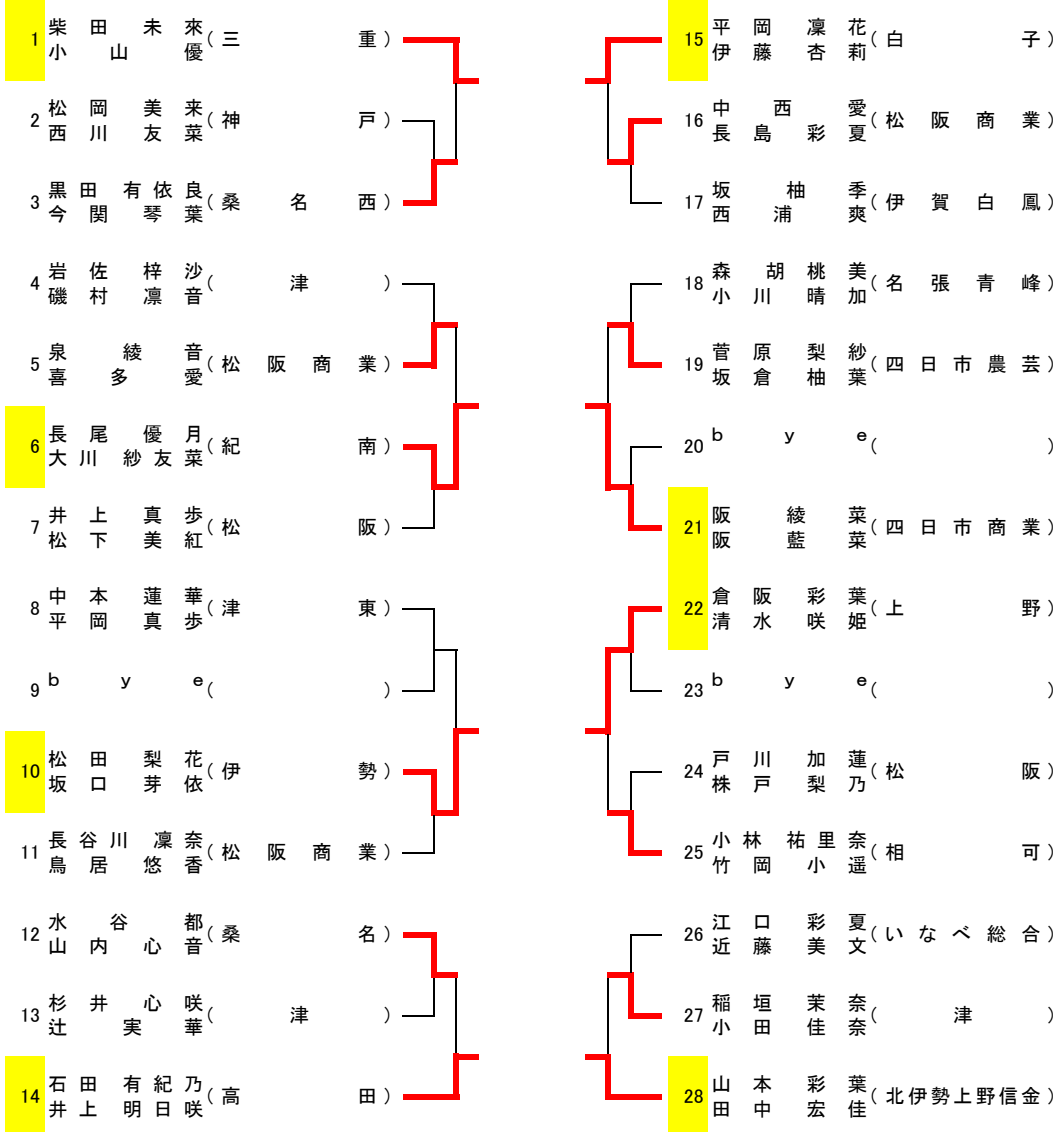 1 柴田未來 (三重)
小山優
2 松岡美来 (神戸)
西川友菜
3 黒田有依良 (桑名西)
今関琴葉
4 岩佐梓沙 (津)
磯村凛音
5 泉綾音 (松阪商業)
喜多愛
6 長尾優月 (紀南)
大川紗友菜
7 井上真歩 (松阪)
松下美紅
8 中本蓮華 (津東)
平岡真歩
9 bye ( )
10 松田梨花 (伊勢)
坂口芽依
11 長谷川凜奈 (松阪商業)
鳥居悠香
12 水谷都 (桑名)
山内心音
13 杉井心咲 (津)
辻実華
14 石田有紀乃 (高田)
井上明日咲
15 平岡凜花 (白子)
伊藤杏莉
16 中西愛 (松阪商業)
長島彩夏
17 坂柚季 (伊賀白鳳)
西浦爽
18 森胡桃美 (名張青峰)
小川晴加
19 菅原梨紗 (四日市農芸)
坂倉柚葉
20 bye ( )
21 阪綾菜 (四日市商業)
阪藍菜
22 倉阪彩葉 (上野)
清水咲姫
23 bye ( )
24 戸川加蓮 (松阪)
株戸梨乃
25 小林祐里奈 (相可)
竹岡小遥
26 江口彩夏 (いなべ総合)
近藤美文
27 稲垣茉奈 (津)
小田佳奈
28 山本彩葉 (北伊勢上野信金)
田中宏佳